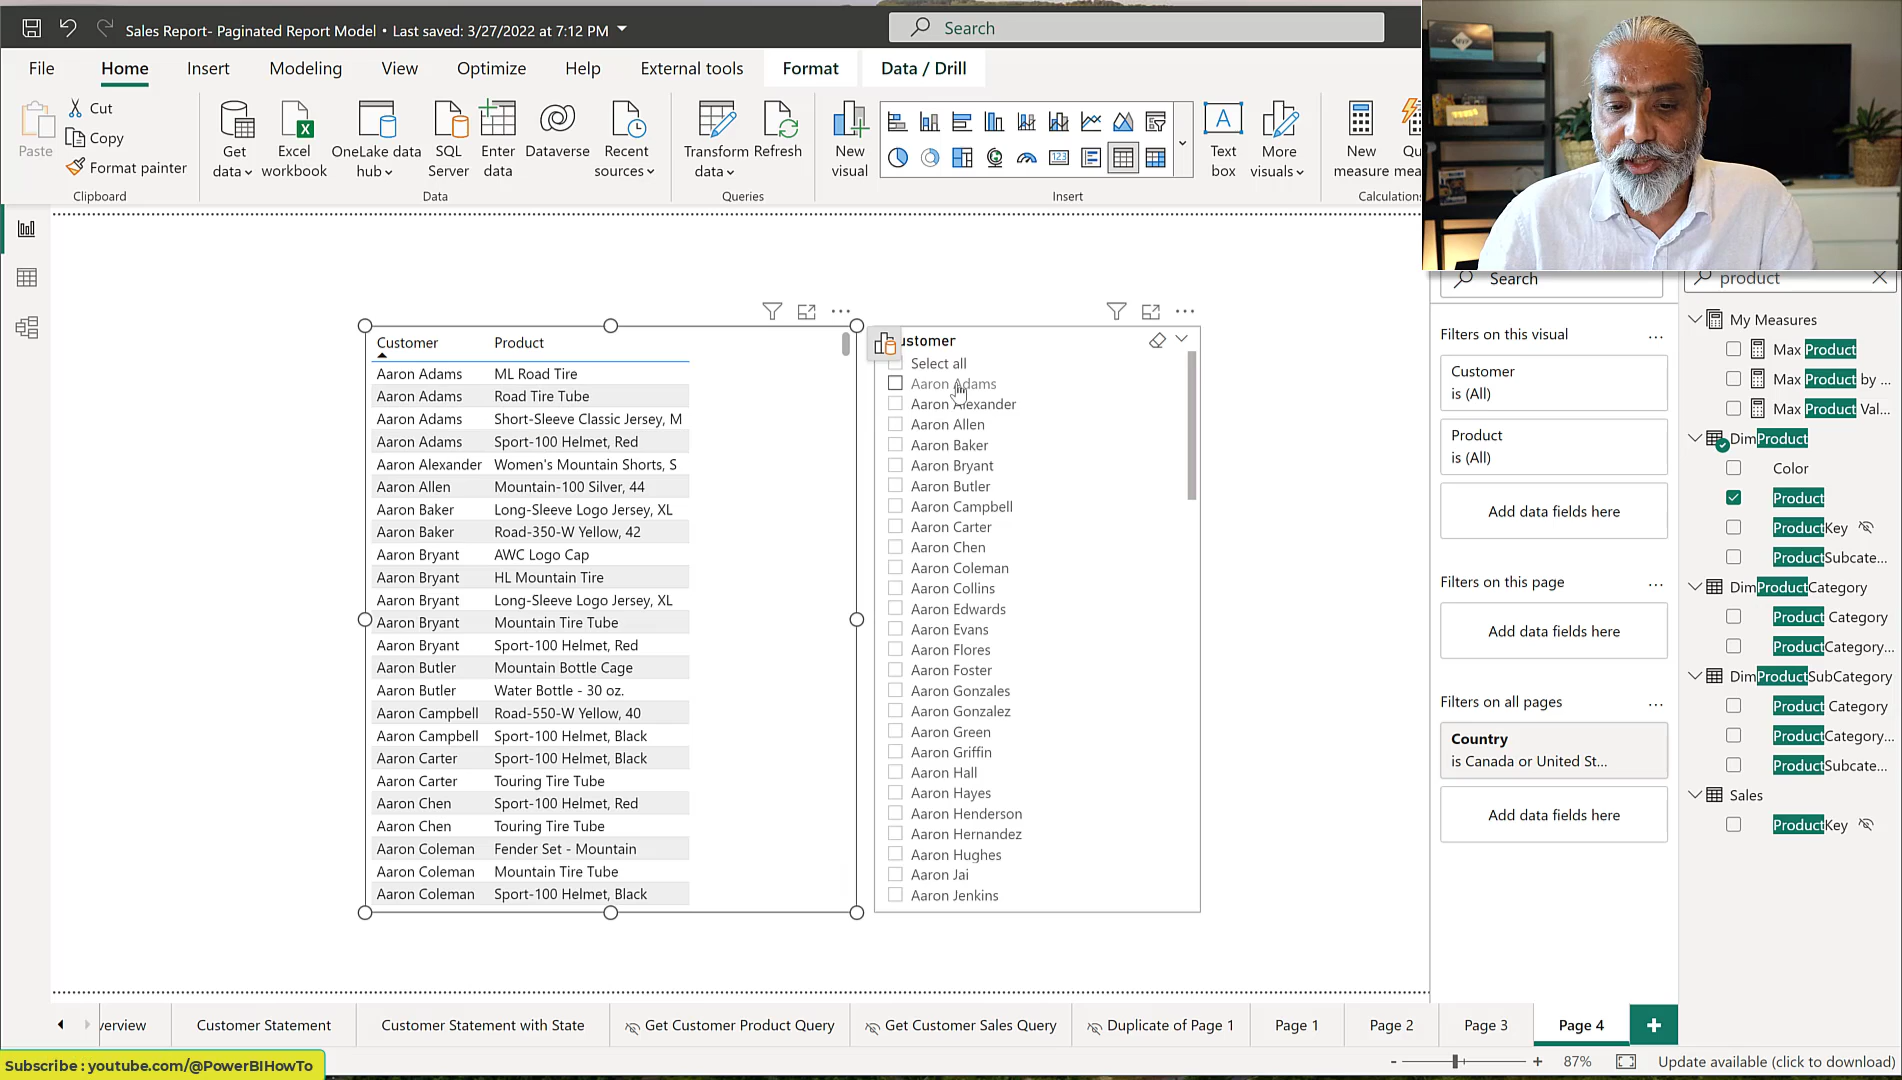 Sales Report- Paginated Report Model • Last saved: 3/27/2022 at 7:12 PM
Search
File
Home
Insert
Modeling
View
Optimize
Help
External tools
Format
Data / Drill
Paste
Cut
Copy
Format painter
Clipboard
Get data
Excel workbook
OneLake data hub
SQL Server
Enter data
Dataverse
Recent sources
Data
Transform data
Refresh
Queries
New visual
123
A
Text box
More visuals
Insert
New measure
Qu
mea
Calculations
Customer Product
Aaron Adams ML Road Tire
Aaron Adams Road Tire Tube
Aaron Adams Short-Sleeve Classic Jersey, M
Aaron Adams Sport-100 Helmet, Red
Aaron Alexander Women's Mountain Shorts, S
Aaron Allen Mountain-100 Silver, 44
Aaron Baker Long-Sleeve Logo Jersey, XL
Aaron Baker Road-350-W Yellow, 42
Aaron Bryant AWC Logo Cap
Aaron Bryant HL Mountain Tire
Aaron Bryant Long-Sleeve Logo Jersey, XL
Aaron Bryant Mountain Tire Tube
Aaron Bryant Sport-100 Helmet, Red
Aaron Butler Mountain Bottle Cage
Aaron Butler Water Bottle - 30 oz.
Aaron Campbell Road-550-W Yellow, 40
Aaron Campbell Sport-100 Helmet, Black
Aaron Carter Sport-100 Helmet, Black
Aaron Carter Touring Tire Tube
Aaron Chen Sport-100 Helmet, Red
Aaron Chen Touring Tire Tube
Aaron Coleman Fender Set - Mountain
Aaron Coleman Mountain Tire Tube
Aaron Coleman Sport-100 Helmet, Black
ustomer
Select all
Aaron Adams
Aaron Alexander
Aaron Allen
Aaron Baker
Aaron Bryant
Aaron Butler
Aaron Campbell
Aaron Carter
Aaron Chen
Aaron Coleman
Aaron Collins
Aaron Edwards
Aaron Evans
Aaron Flores
Aaron Foster
Aaron Gonzales
Aaron Gonzalez
Aaron Green
Aaron Griffin
Aaron Hall
Aaron Hayes
Aaron Henderson
Aaron Hernandez
Aaron Hughes
Aaron Jai
Aaron Jenkins
Search
Filters on this visual ...
Customer
is (All)
Product
is (All)
Add data fields here
Filters on this page ...
Add data fields here
Filters on all pages ...
Country
is Canada or United St...
Add data fields here
product
My Measures
Max Product
Max Product by ...
Max Product Val...
DimProduct
Color
Product
ProductKey
ProductSubcate...
DimProductCategory
Product Category
ProductCategory...
DimProductSubCategory
Product Category
ProductCategory...
ProductSubcate...
Sales
ProductKey
verview
Customer Statement
Customer Statement with State
Get Customer Product Query
Get Customer Sales Query
Duplicate of Page 1
Page 1
Page 2
Page 3
Page 4
+
- + 87%
Update available (click to download)
Subscribe : youtube.com/@PowerBIHowTo